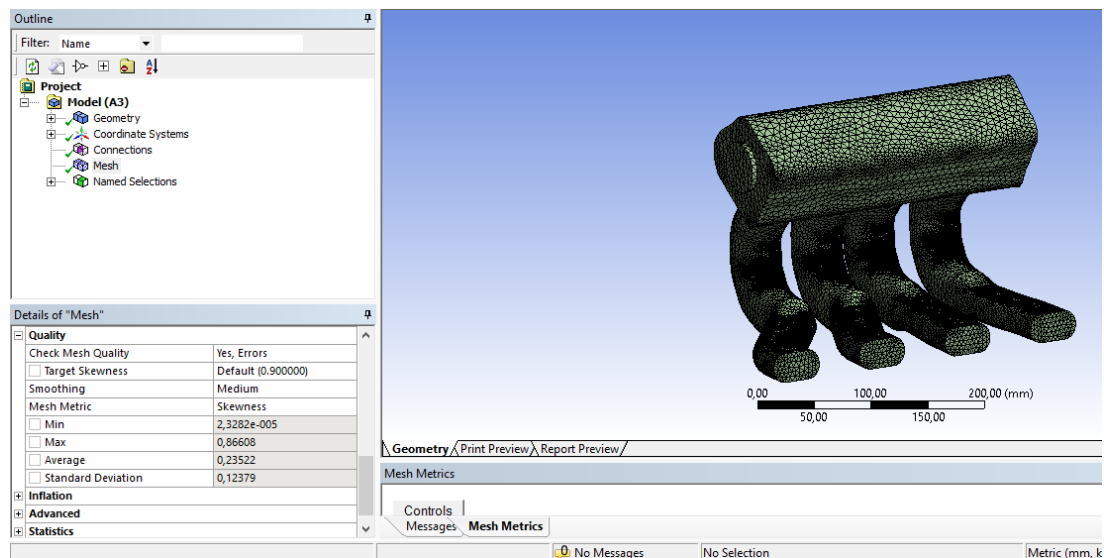 Outline
Filter: Name
Project
Model (A3)
Geometry
Coordinate Systems
Connections
Mesh
Named Selections
Details of "Mesh"
Quality
Check Mesh Quality Yes, Errors
Target Skewness Default (0.900000)
Smoothing Medium
Mesh Metric Skewness
Min 2,3282e-005
Max 0,86608
Average 0,23522
Standard Deviation 0,12379
Inflation
Advanced
Statistics
0,00 100,00 200,00 (mm)
50,00 150,00
Geometry Print Preview Report Preview
Mesh Metrics
Controls
Messages Mesh Metrics
0 No Messages No Selection Metric (mm, k